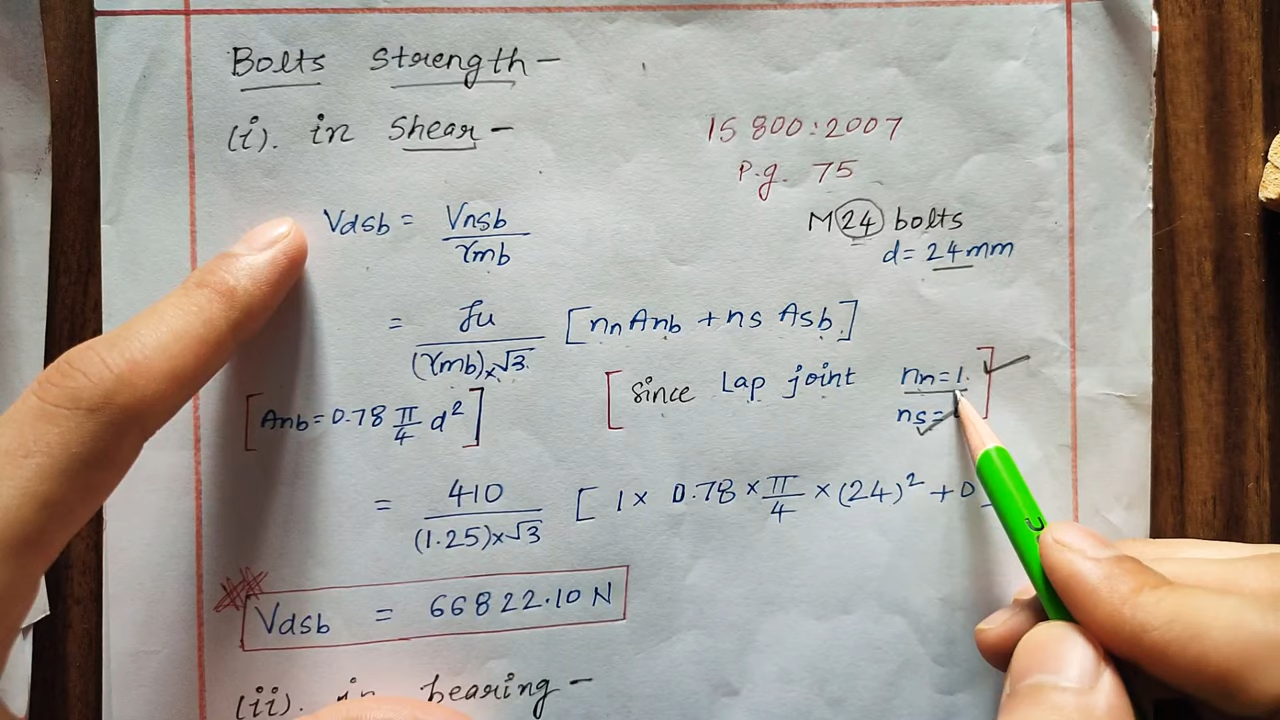 Bolts Strength -
(i). in Shear -
IS 800:2007
P.g. 75
Vdsb = Vnsb / γmb
M24 bolts
d = 24mm
= fu / (γmb)×√3 [nn Anb + ns Asb]
[Anb = 0.78 π/4 d²]
[since Lap joint nn=1.
ns=
]
= 410 / (1.25)×√3 [1× 0.78 × π/4 × (24)² + 0
Vdsb = 66822.10 N
(ii). in bearing -